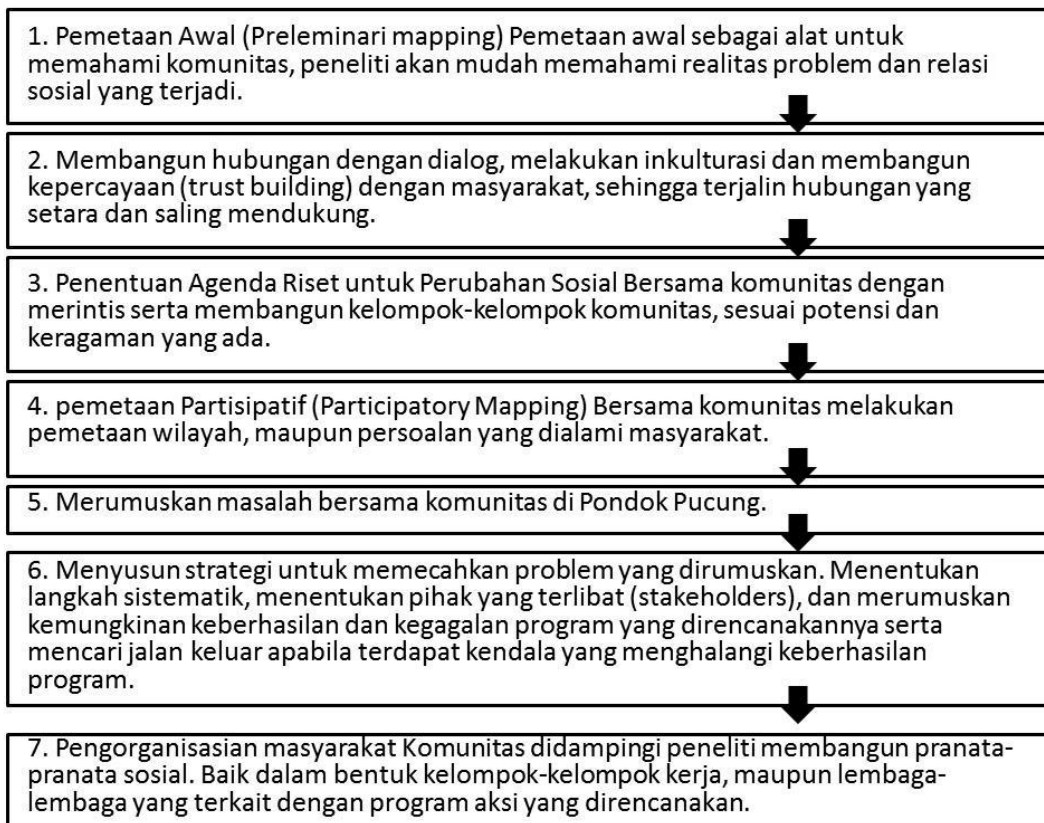 1. Pemetaan Awal (Preleminari mapping) Pemetaan awal sebagai alat untuk
memahami komunitas, peneliti akan mudah memahami realitas problem dan relasi
sosial yang terjadi.
2. Membangun hubungan dengan dialog, melakukan inkulturasi dan membangun
kepercayaan (trust building) dengan masyarakat, sehingga terjalin hubungan yang
setara dan saling mendukung.
3. Penentuan Agenda Riset untuk Perubahan Sosial Bersama komunitas dengan
merintis serta membangun kelompok-kelompok komunitas, sesuai potensi dan
keragaman yang ada.
4. pemetaan Partisipatif (Participatory Mapping) Bersama komunitas melakukan
pemetaan wilayah, maupun persoalan yang dialami masyarakat.
5. Merumuskan masalah bersama komunitas di Pondok Pucung.
6. Menyusun strategi untuk memecahkan problem yang dirumuskan. Menentukan
langkah sistematik, menentukan pihak yang terlibat (stakeholders), dan merumuskan
kemungkinan keberhasilan dan kegagalan program yang direncanakannya serta
mencari jalan keluar apabila terdapat kendala yang menghalangi keberhasilan
program.
7. Pengorganisasian masyarakat Komunitas didampingi peneliti membangun pranata-
pranata sosial. Baik dalam bentuk kelompok-kelompok kerja, maupun lembaga-
lembaga yang terkait dengan program aksi yang direncanakan.